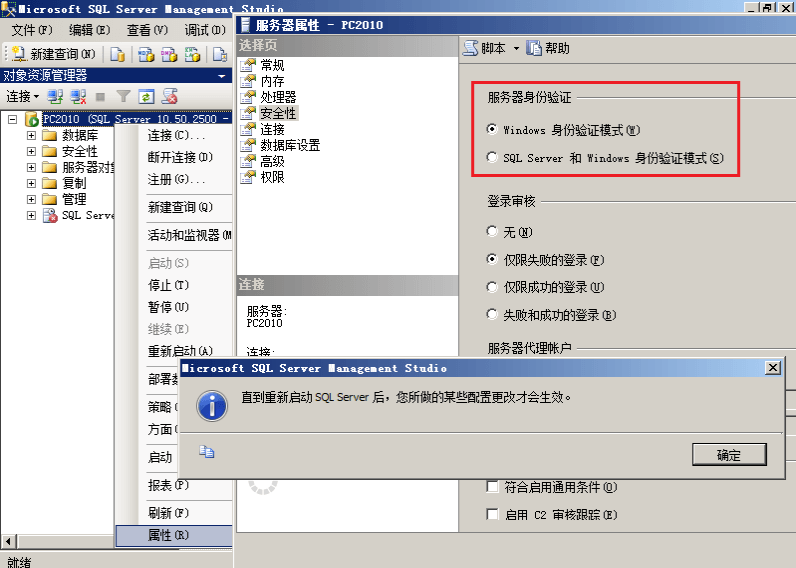 Microsoft SQL Server Management Studio
文件(F) 编辑(E) 查看(V) 调试(D)
新建查询(N)
对象资源管理器
连接
PC2010 (SQL Server 10.50.2500 -
数据库
安全性
服务器对
复制
管理
SQL Serve
连接(C)...
断开连接(D)
注册(G)...
新建查询(Q)
活动和监视器(M
启动(S)
停止(T)
暂停(U)
继续(E)
重新启动(A)
部署数
策略(
方面(
启动
报表(P)
刷新(F)
属性(R)
就绪
服务器属性 - PC2010
选择页
常规
内存
处理器
安全性
连接
数据库设置
高级
权限
连接
服务器:
PC2010
连接:
脚本 帮助
服务器身份验证
Windows 身份验证模式(W)
SQL Server 和 Windows 身份验证模式(S)
登录审核
无(N)
仅限失败的登录(F)
仅限成功的登录(U)
失败和成功的登录(B)
服务器代理帐户
Microsoft SQL Server Management Studio
直到重新启动 SQL Server 后，您所做的某些配置更改才会生效。
确定
符合启用通用条件(O)
启用 C2 审核跟踪(E)